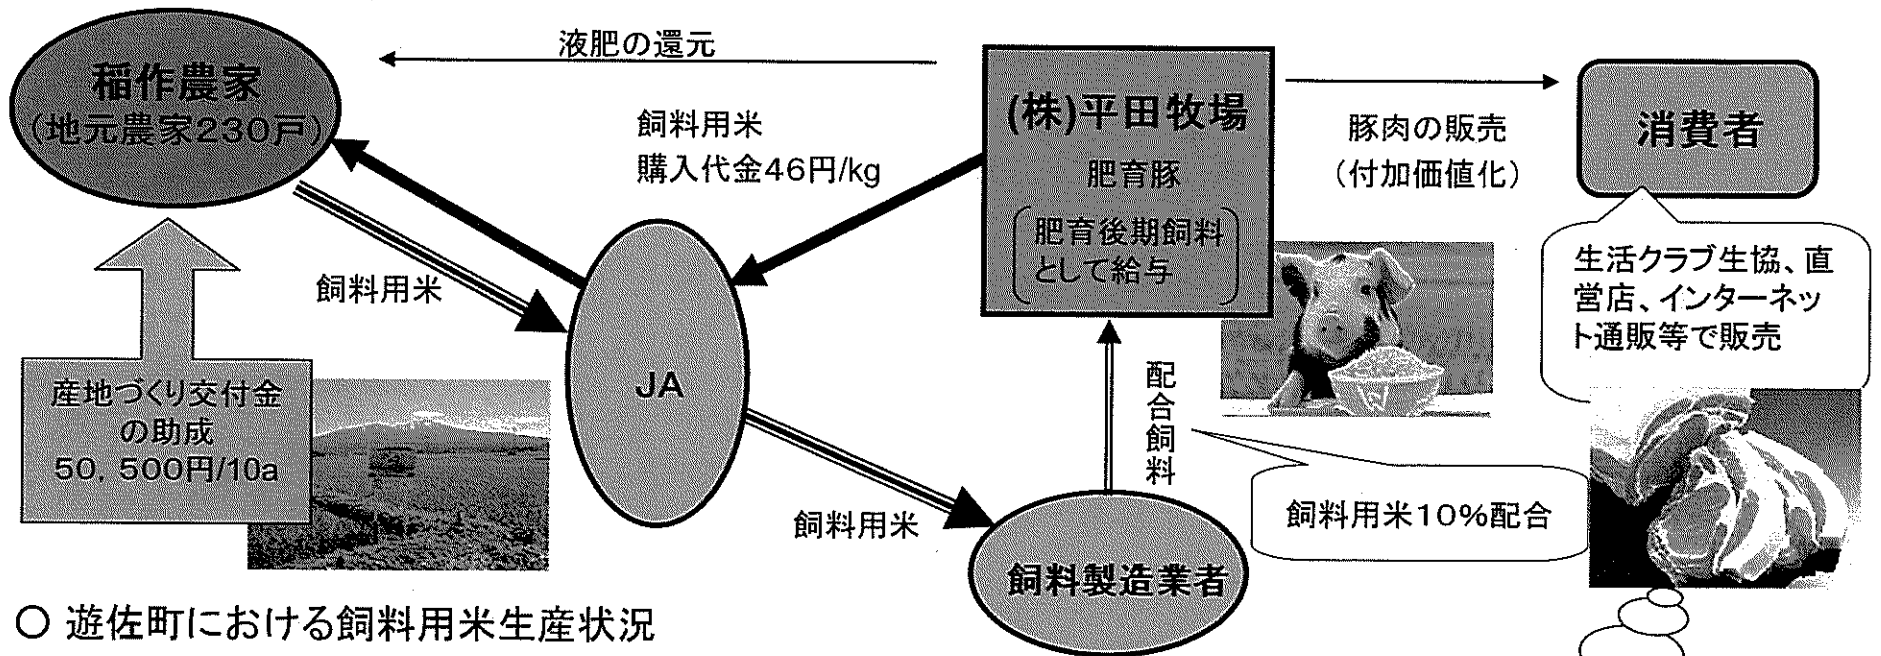 稲作農家
(地元農家230戸)
液肥の還元
飼料用米
購入代金46円/kg
(株)平田牧場
肥育豚
肥育後期飼料
として給与
豚肉の販売
(付加価値化)
消費者
生活クラブ生協、直
営店、インターネッ
ト通販等で販売
飼料用米
JA
産地づくり交付金
の助成
50,500円/10a
飼料用米
配合飼料
飼料用米10%配合
飼料製造業者
○ 遊佐町における飼料用米生産状況